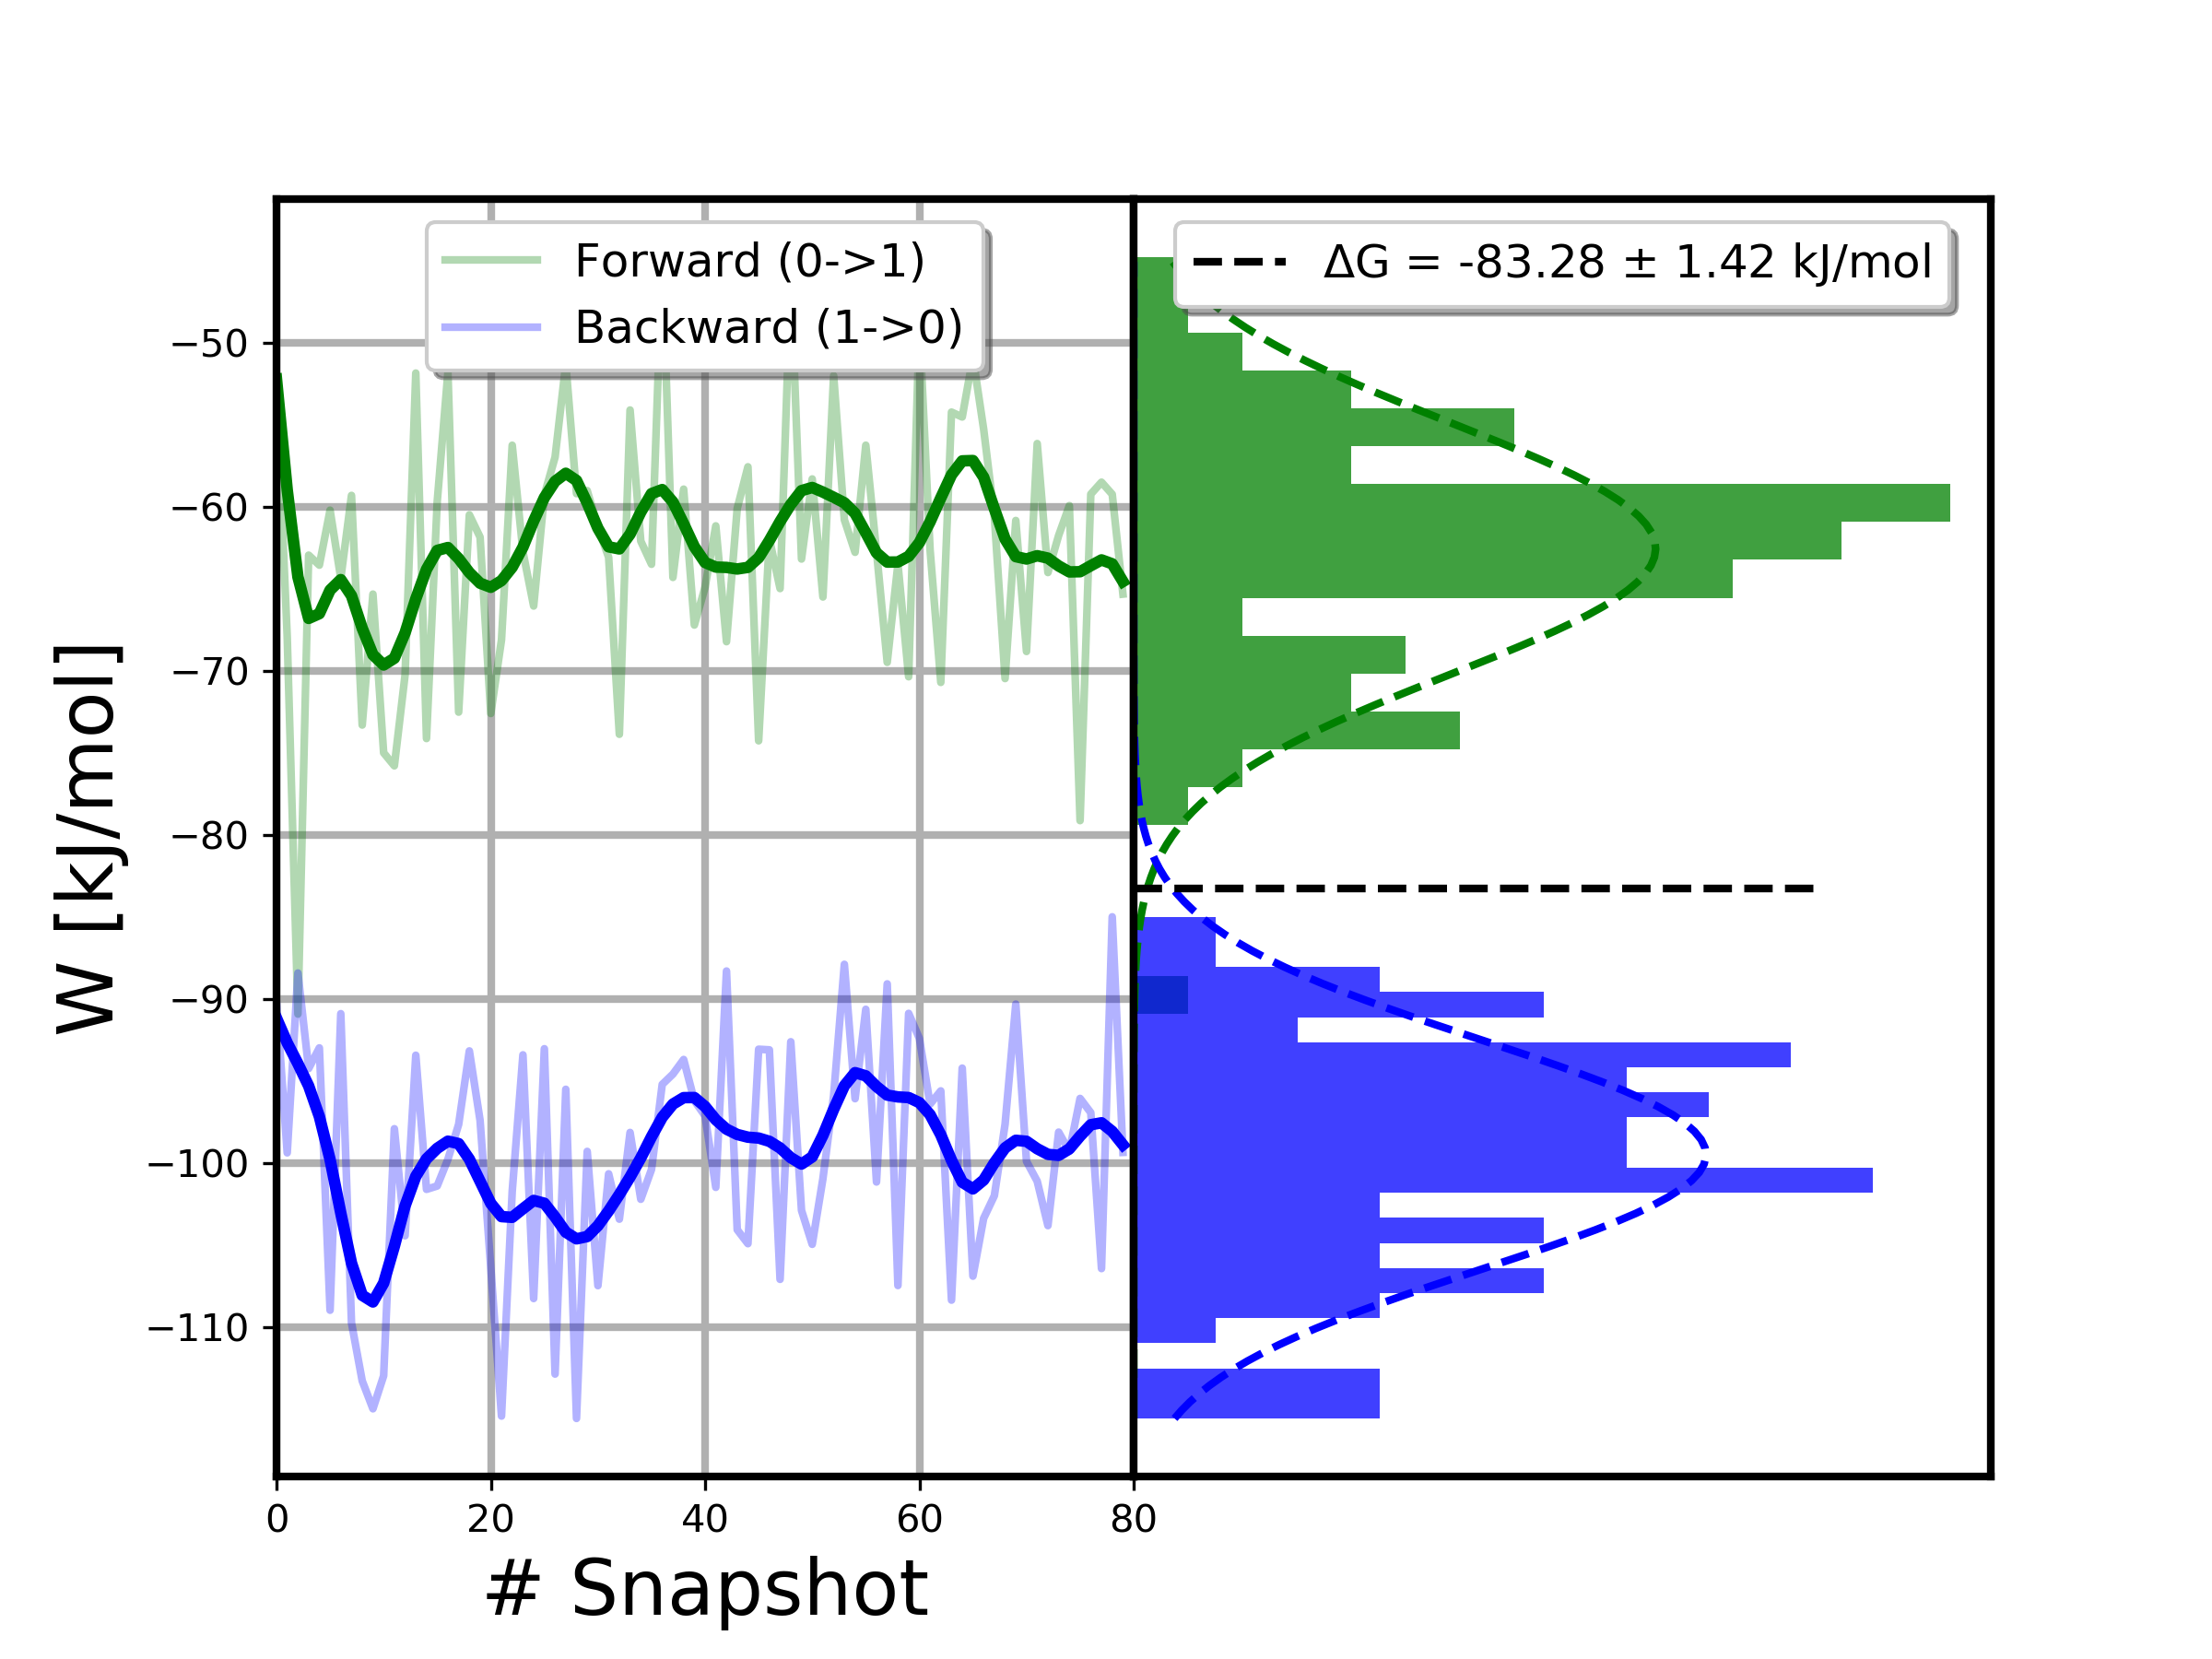 Forward (0->1)
Backward (1->0)
ΔG = -83.28 ± 1.42 kJ/mol
W [kJ/mol]
−50
−60
−70
−80
−90
−100
−110
0 20 40 60 80
# Snapshot